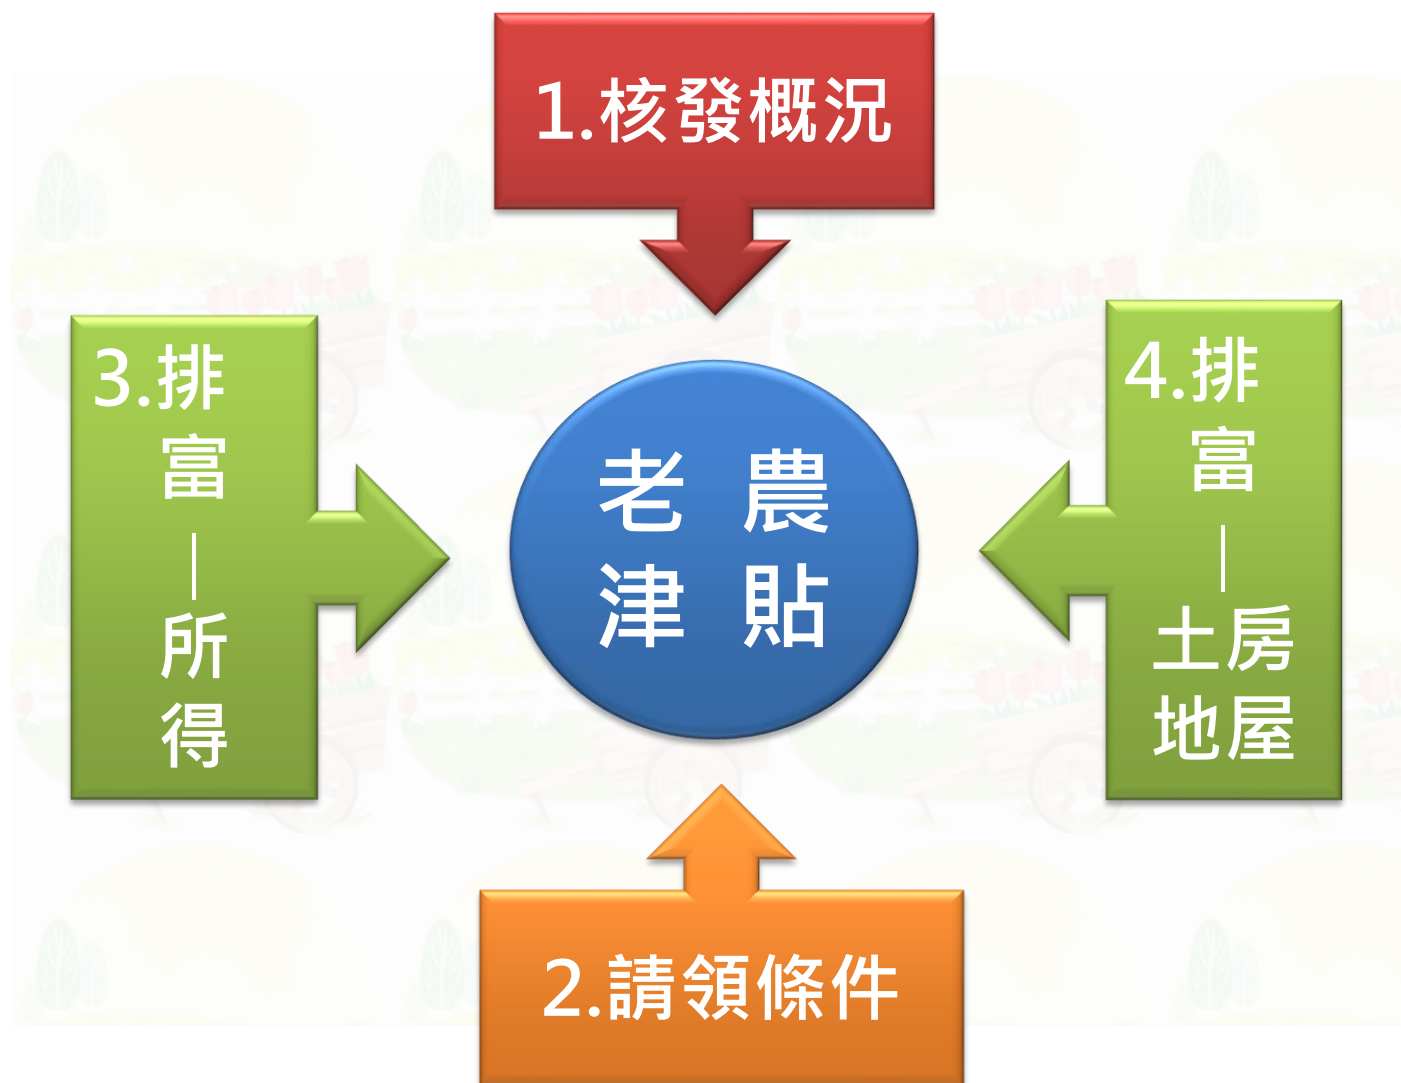 1.核發概況
3.排
富
｜
所
得
老 農
津 貼
4.排
富
｜
土房
地屋
2.請領條件